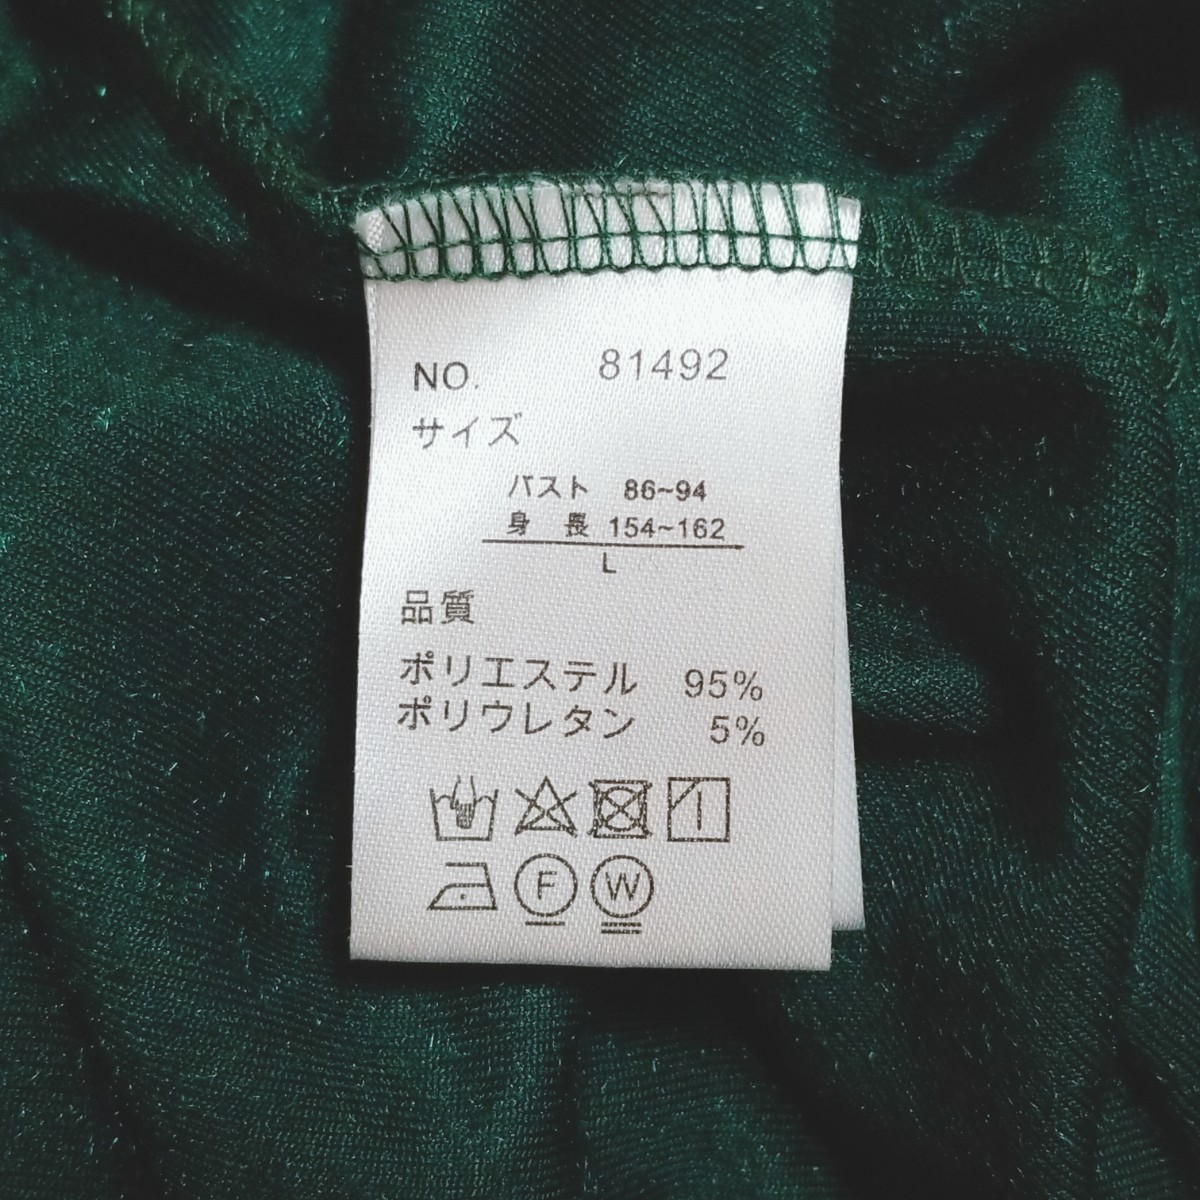 NO. 81492
サイズ
バスト 86~94
身 長 154~162
L
品質
ポリエステル 95%
ポリウレタン 5%
F W